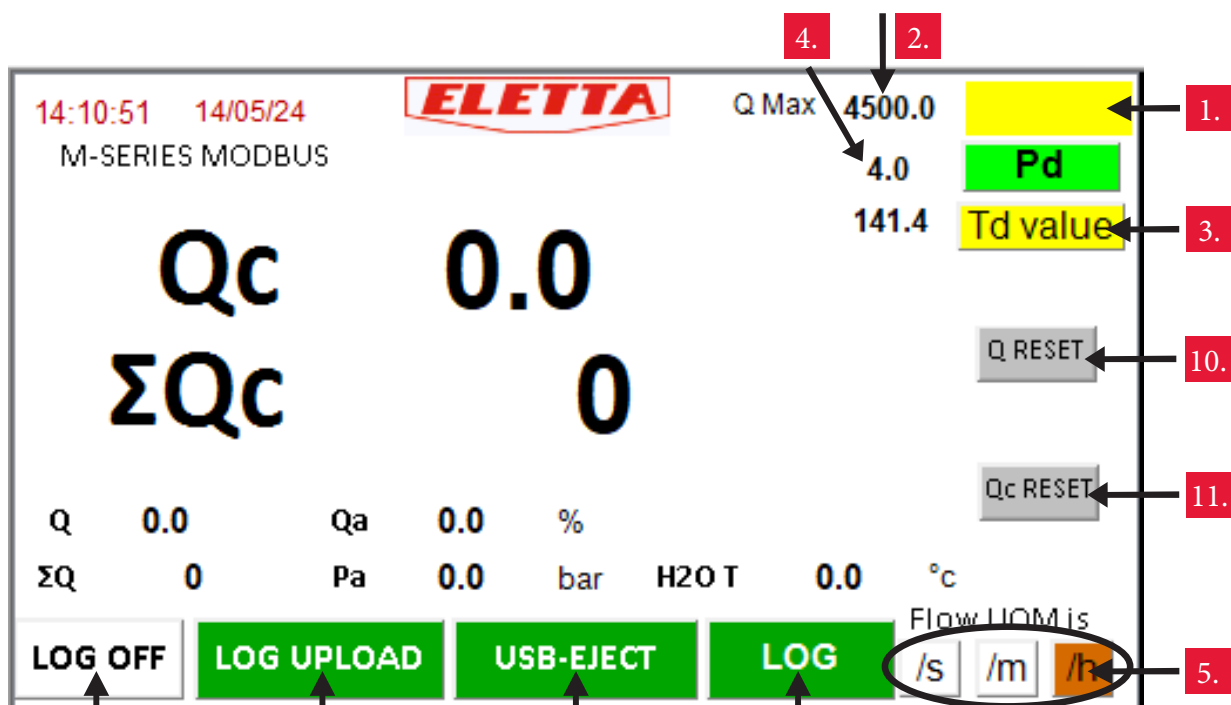 4. 2.
14:10:51 14/05/24 ELETTA Q Max 4500.0 1.
M-SERIES MODBUS 4.0 Pd
141.4 Td value 3.
Qc 0.0
Q RESET 10.
ΣQc 0
Qc RESET 11.
Q 0.0 Qa 0.0 %
ΣQ 0 Pa 0.0 bar H2O T 0.0 °c
Flow UOM is
LOG OFF LOG UPLOAD USB-EJECT LOG /s /m /h 5.